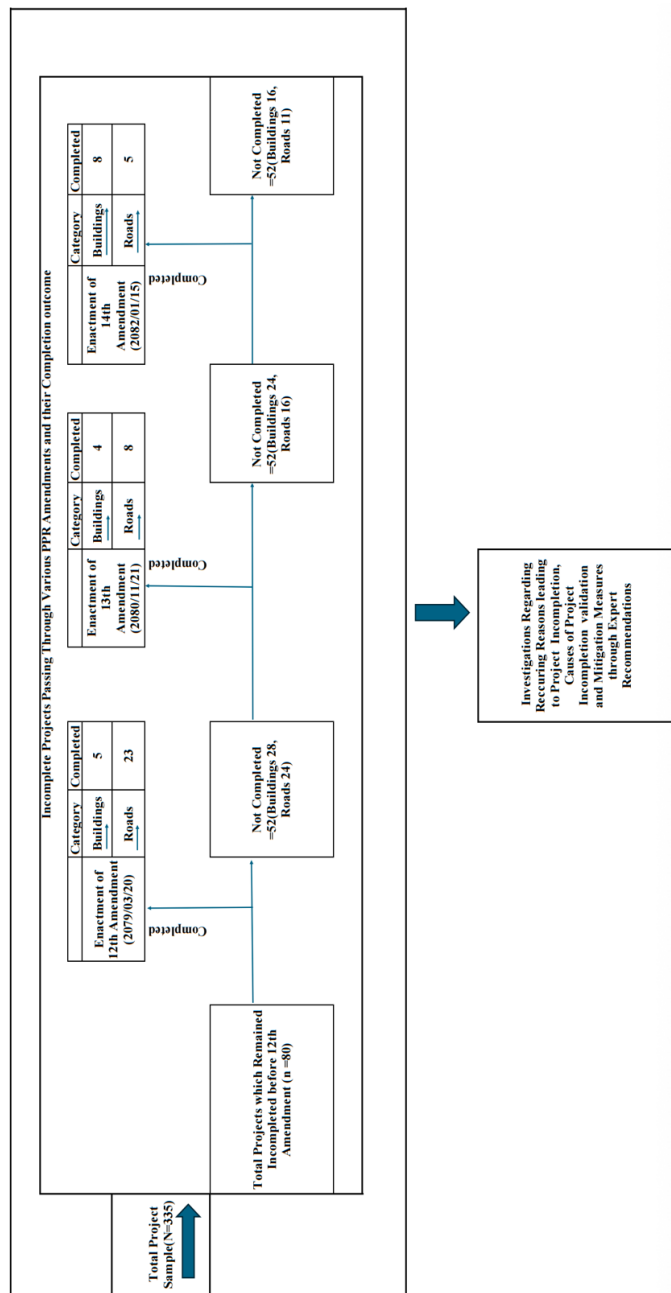 Incomplete Projects Passing Through Various PPR Amendments and their Completion outcome
Total Project
Sample(N=335)
Total Projects which Remained
Incompleted before 12th
Amendment (n =80)
Category Completed
Enactment of
12th Amendment
(2079/03/20)
Buildings 5
Roads 23
Completed
Not Completed
=52(Buildings 28,
Roads 24)
Category Completed
Enactment of
13th
Amendment
(2080/11/21)
Buildings 4
Roads 8
Completed
Not Completed
=52(Buildings 24,
Roads 16)
Category Completed
Enactment of
14th
Amendment
(2082/01/15)
Buildings 8
Roads 5
Completed
Not Completed
=52(Buildings 16,
Roads 11)
Investigations Regarding
Reccuring Reasons leading
to Project Incompletion,
Causes of Project
Incompletion validation
and Mitigation Measures
through Expert
Recommendations